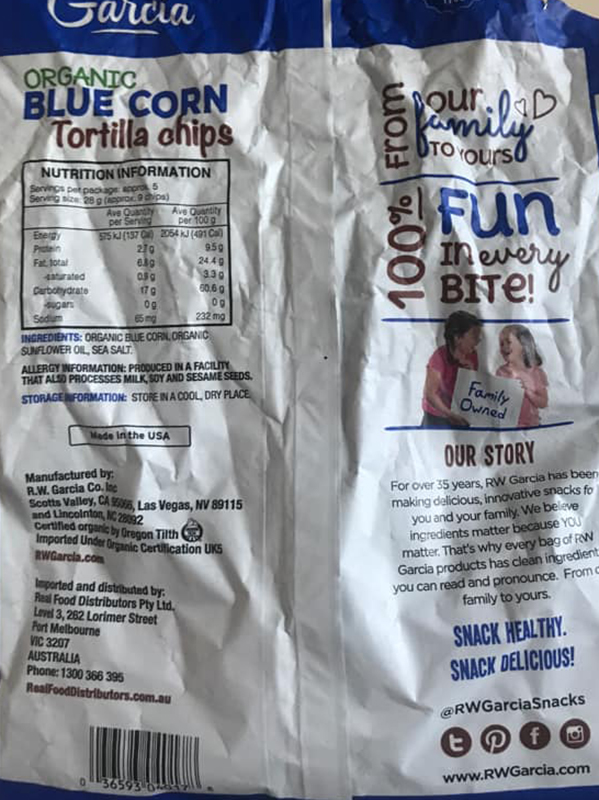 Garcia
ORGANIC
BLUE CORN
Tortilla chips
NUTRITION INFORMATION
Servings per package: approx. 5
Serving size: 28 g (approx. 9 chips)
Ave Quantity per Serving Ave Quantity per 100 g
Energy 575 kJ (137 Cal) 2054 kJ (491 Cal)
Protein 2.7 g 9.5 g
Fat, total 6.8 g 24.4 g
-saturated 0.9 g 3.3 g
Carbohydrate 17 g 60.6 g
-sugars 0 g 0 g
Sodium 65 mg 232 mg
INGREDIENTS: ORGANIC BLUE CORN, ORGANIC
SUNFLOWER OIL, SEA SALT.
ALLERGY INFORMATION: PRODUCED IN A FACILITY
THAT ALSO PROCESSES MILK, SOY AND SESAME SEEDS.
STORAGE INFORMATION: STORE IN A COOL, DRY PLACE.
Made in the USA
Manufactured by:
R.W. Garcia Co. Inc
Scotts Valley, CA 95066, Las Vegas, NV 89115
and Lincolnton, NC 28092
Certified organic by Oregon Tilth
Imported Under Organic Certification UKS
RWGarcia.com
Imported and distributed by:
Real Food Distributors Pty Ltd.
Level 3, 262 Lorimer Street
Port Melbourne
VIC 3207
AUSTRALIA
Phone: 1300 366 395
RealFoodDistributors.com.au
0 36593
FROM our
family
TO YOURS
100% FUN
IN every
BITE!
Family
Owned
OUR STORY
For over 35 years, RW Garcia has been
making delicious, innovative snacks fo
you and your family. We believe
ingredients matter because YOU
matter. That's why every bag of RW
Garcia products has clean ingredient
you can read and pronounce. From o
family to yours.
SNACK HEALTHY.
SNACK DELICIOUS!
@RWGarciaSnacks
www.RWGarcia.com